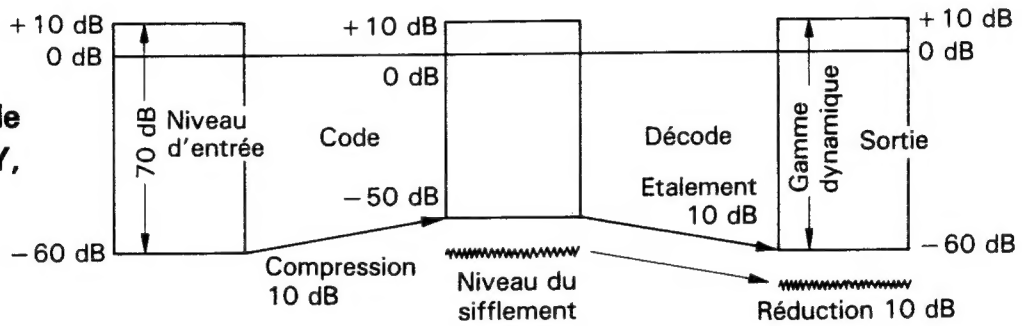 +10 dB
0 dB
70 dB
Niveau
d'entrée
-60 dB
le
Y,
Code
Compression
10 dB
+10 dB
0 dB
-50 dB
Niveau du
sifflement
Décode
Etalement
10 dB
Gamme
dynamique
Sortie
+10 dB
0 dB
-60 dB
Réduction 10 dB